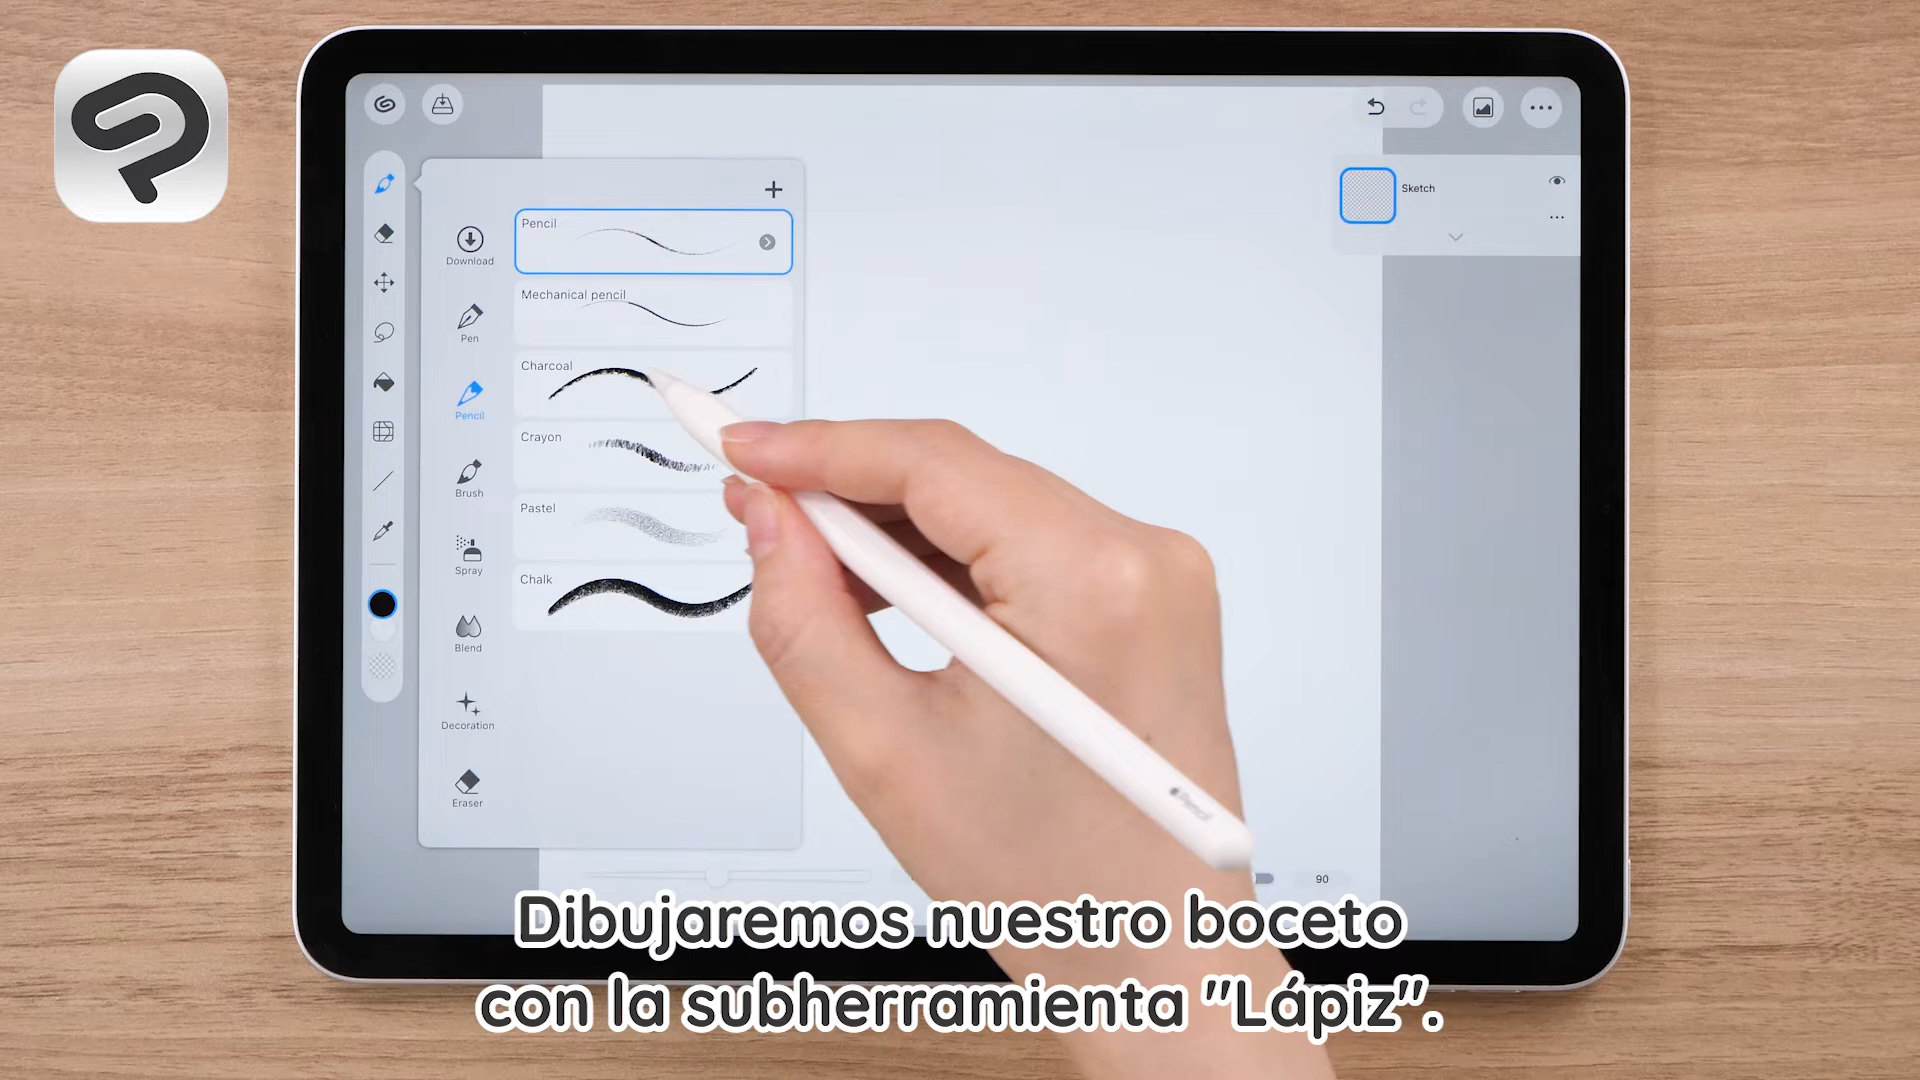 Sketch
Pencil
Mechanical pencil
Charcoal
Crayon
Pastel
Chalk
Download
Pen
Pencil
Brush
Spray
Blend
Decoration
Eraser
90
Pencil
Dibujaremos nuestro boceto
con la subherramienta "Lápiz".